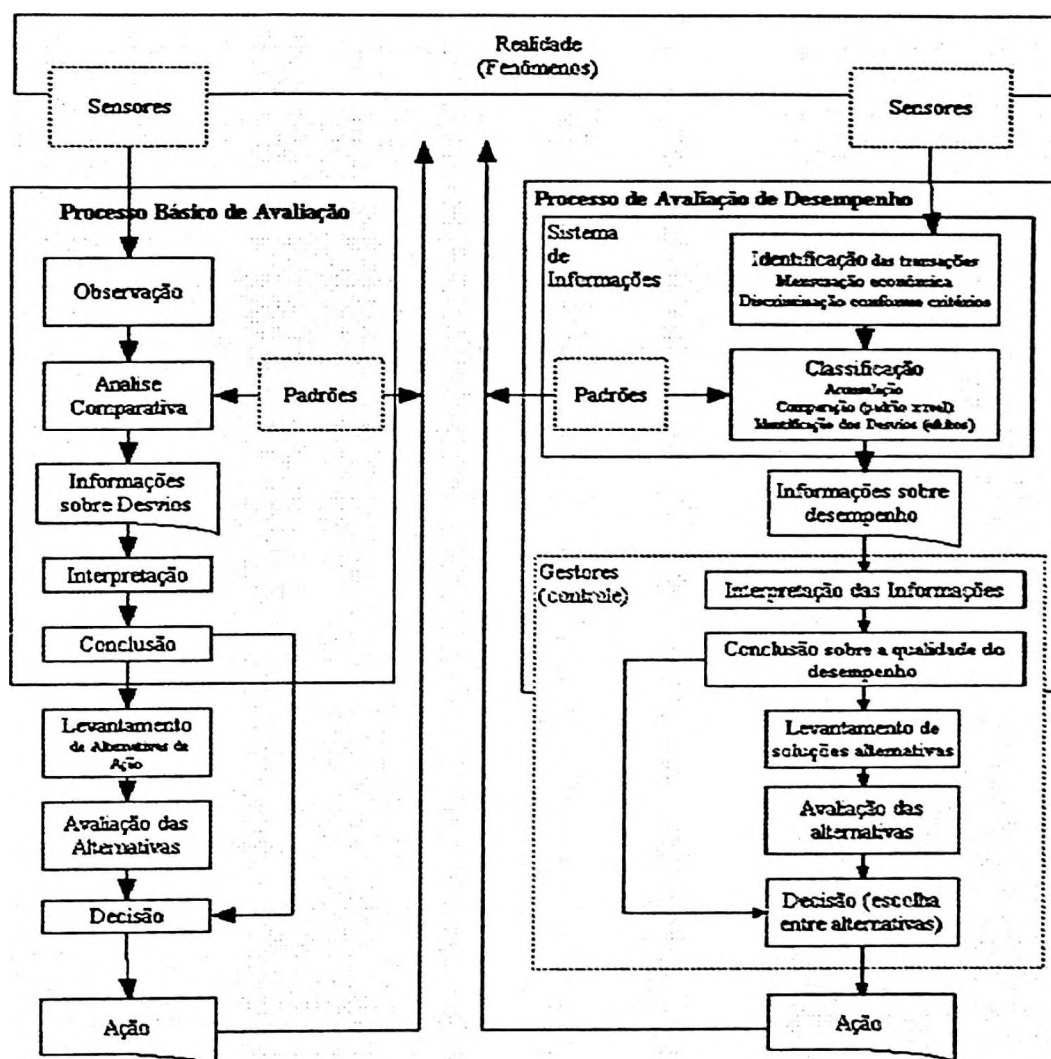 Realidade
(Fenômenos)
Sensores
Sensores
Processo Básico de Avaliação
Observação
Analise
Comparativa
Padrões
Informações
sobre Desvios
Interpretação
Conclusão
Levantamento
de Alternativas de
Ação
Avaliação das
Alternativas
Decisão
Ação
Processo de Avaliação de Desempenho
Sistema
de
Informações
Identificação das transações
Mensuração econômica
Discriminação conforme critérios
Padrões
Classificação
Acumulação
Comparação (padrão x real)
Identificação dos Desvios (efeitos)
Informações sobre
desempenho
Gestores
(controle)
Interpretação das Informações
Conclusão sobre a qualidade do
desempenho
Levantamento de
soluções alternativas
Avaliação das
alternativas
Decisão (escolha
entre alternativas)
Ação